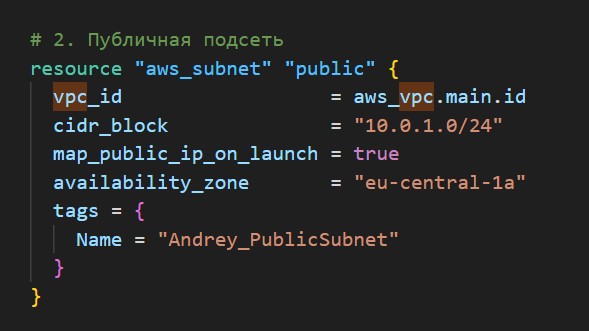 # 2. Публичная подсеть
resource "aws_subnet" "public" {
  vpc_id                  = aws_vpc.main.id
  cidr_block              = "10.0.1.0/24"
  map_public_ip_on_launch = true
  availability_zone       = "eu-central-1a"
  tags = {
    Name = "Andrey_PublicSubnet"
  }
}